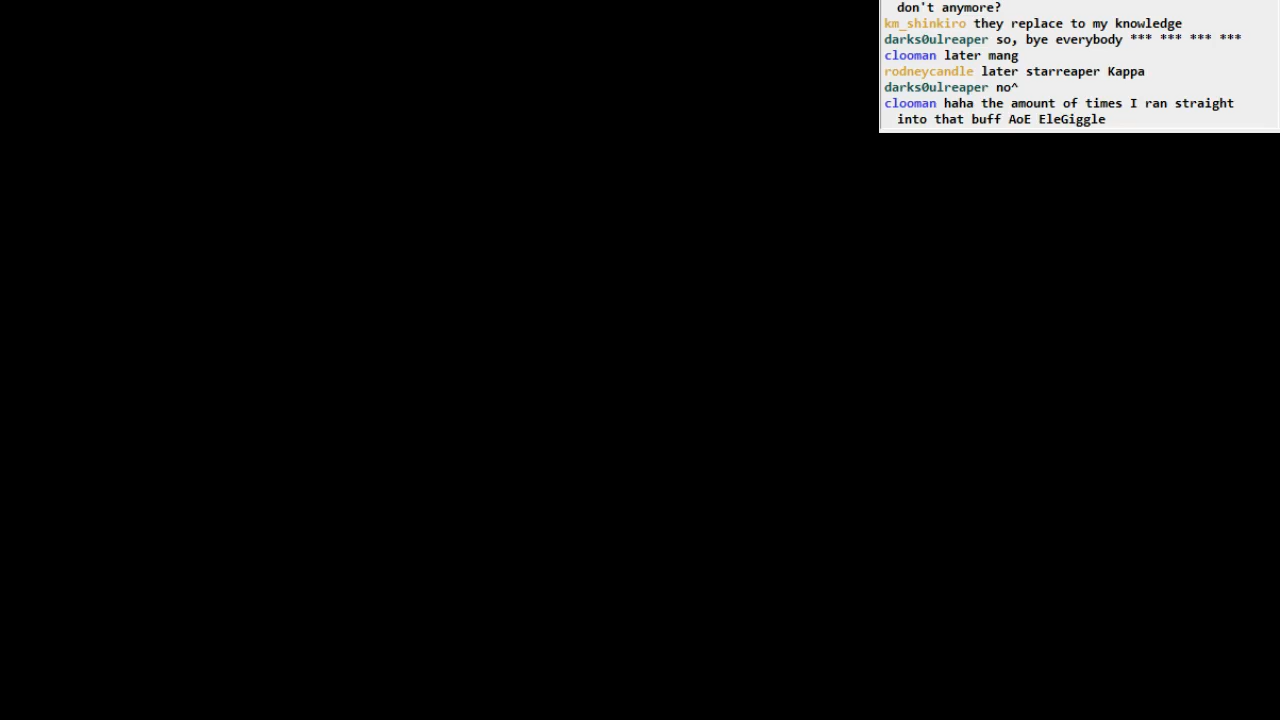 don't anymore?
km_shinkiro they replace to my knowledge
darks0ulreaper so, bye everybody *** *** *** ***
clooman later mang
rodneycandle later starreaper Kappa
darks0ulreaper no^
clooman haha the amount of times I ran straight
into that buff AoE EleGiggle